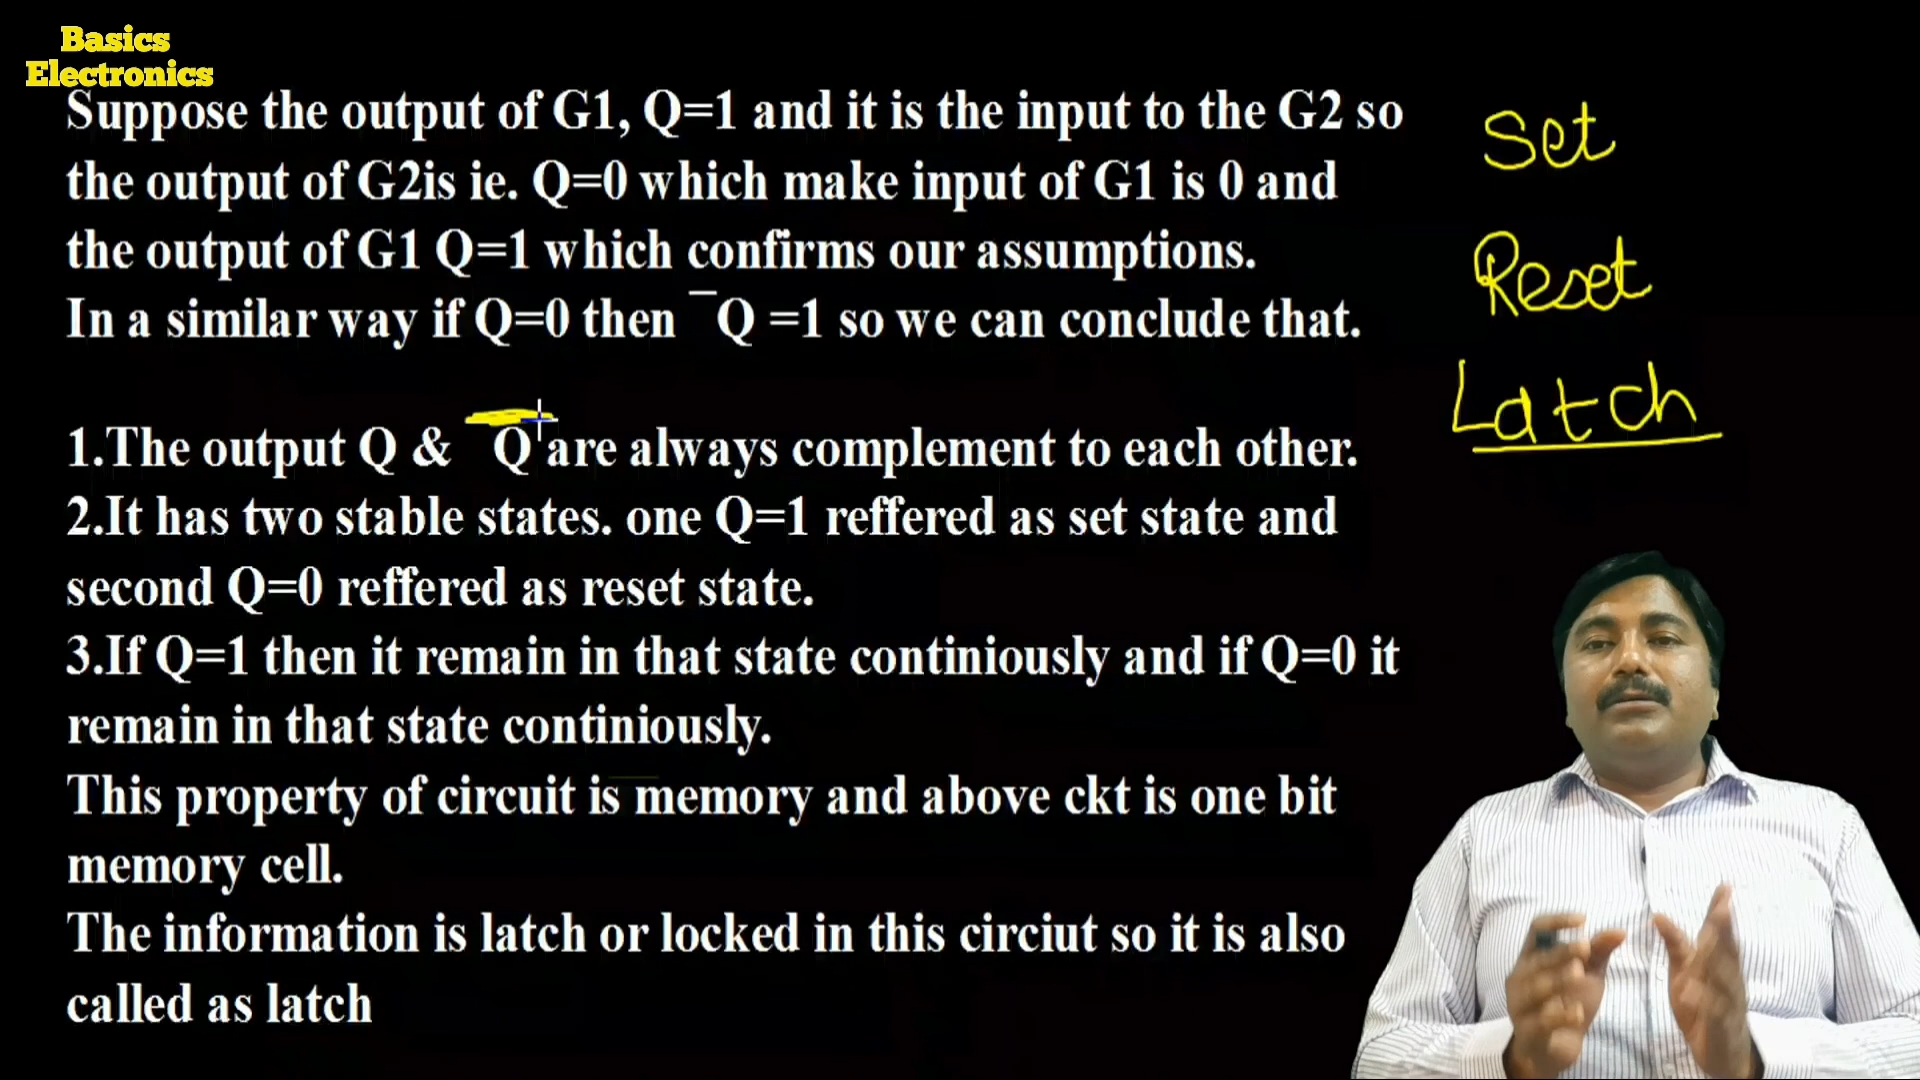 Basics
Electronics
Suppose the output of G1, Q=1 and it is the input to the G2 so
the output of G2is ie. Q=0 which make input of G1 is 0 and
the output of G1 Q=1 which confirms our assumptions.
In a similar way if Q=0 then ¯Q =1 so we can conclude that.
1.The output Q & ¯Q are always complement to each other.
2.It has two stable states. one Q=1 reffered as set state and
second Q=0 reffered as reset state.
3.If Q=1 then it remain in that state continiously and if Q=0 it
remain in that state continiously.
This property of circuit is memory and above ckt is one bit
memory cell.
The information is latch or locked in this circiut so it is also
called as latch
Set
Reset
Latch